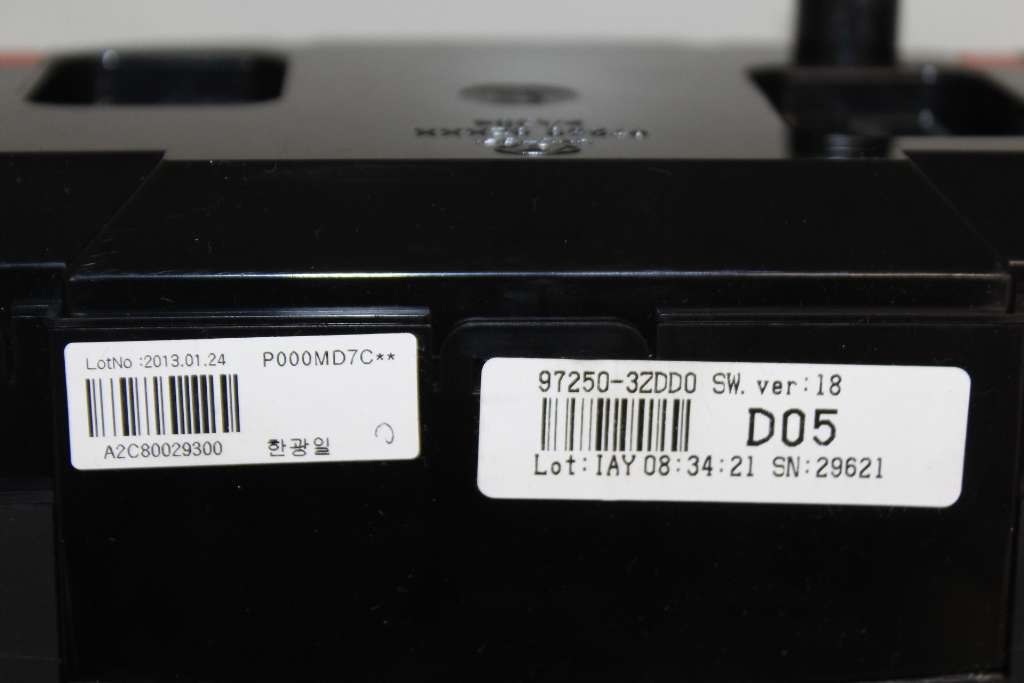 LotNo :2013.01.24 P000MD7C**
A2C80029300 한광일
97250-3ZDD0 SW. ver:18
D05
Lot:IAY 08:34:21 SN:29621